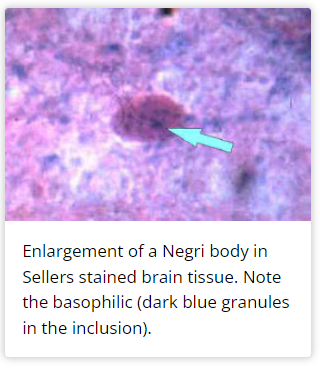 Enlargement of a Negri body in
Sellers stained brain tissue. Note
the basophilic (dark blue granules
in the inclusion).